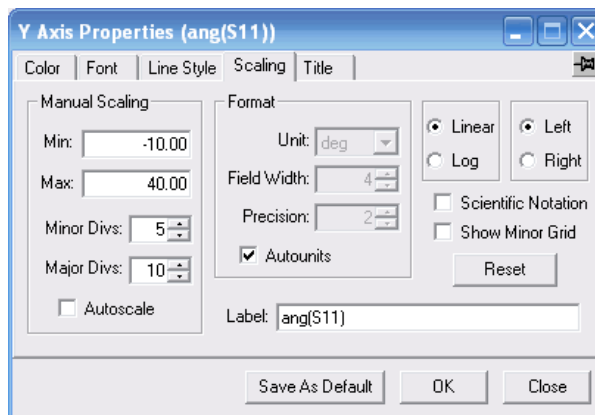 Y Axis Properties (ang(S11))
Color Font Line Style Scaling Title
Manual Scaling
Min: -10.00
Max: 40.00
Minor Divs: 5
Major Divs: 10
Autoscale
Format
Unit: deg
Field Width: 4
Precision: 2
Autounits
Linear
Log
Left
Right
Scientific Notation
Show Minor Grid
Reset
Label: ang(S11)
Save As Default OK Close